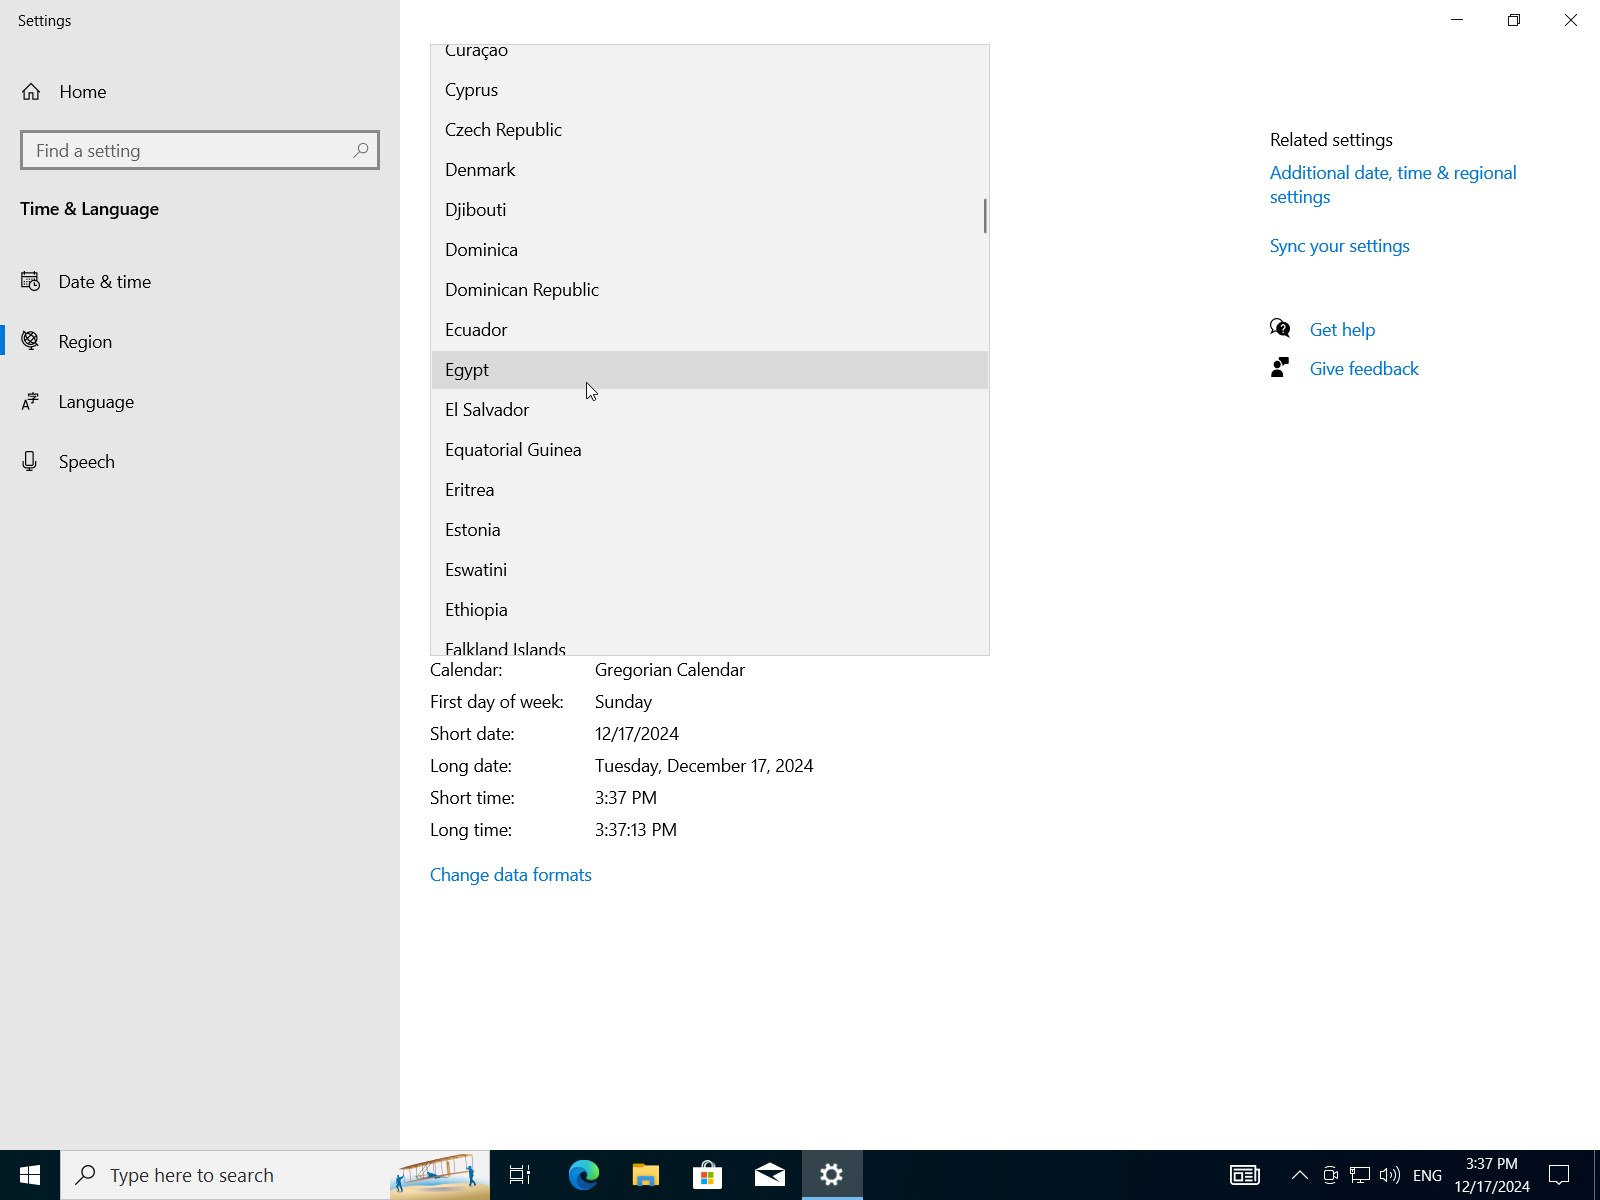 Settings
Home
Find a setting
Time & Language
Date & time
Region
Language
Speech
Curaçao
Cyprus
Czech Republic
Denmark
Djibouti
Dominica
Dominican Republic
Ecuador
Egypt
El Salvador
Equatorial Guinea
Eritrea
Estonia
Eswatini
Ethiopia
Falkland Islands
Calendar: Gregorian Calendar
First day of week: Sunday
Short date: 12/17/2024
Long date: Tuesday, December 17, 2024
Short time: 3:37 PM
Long time: 3:37:13 PM
Change data formats
Related settings
Additional date, time & regional
settings
Sync your settings
Get help
Give feedback
Type here to search
ENG
3:37 PM
12/17/2024